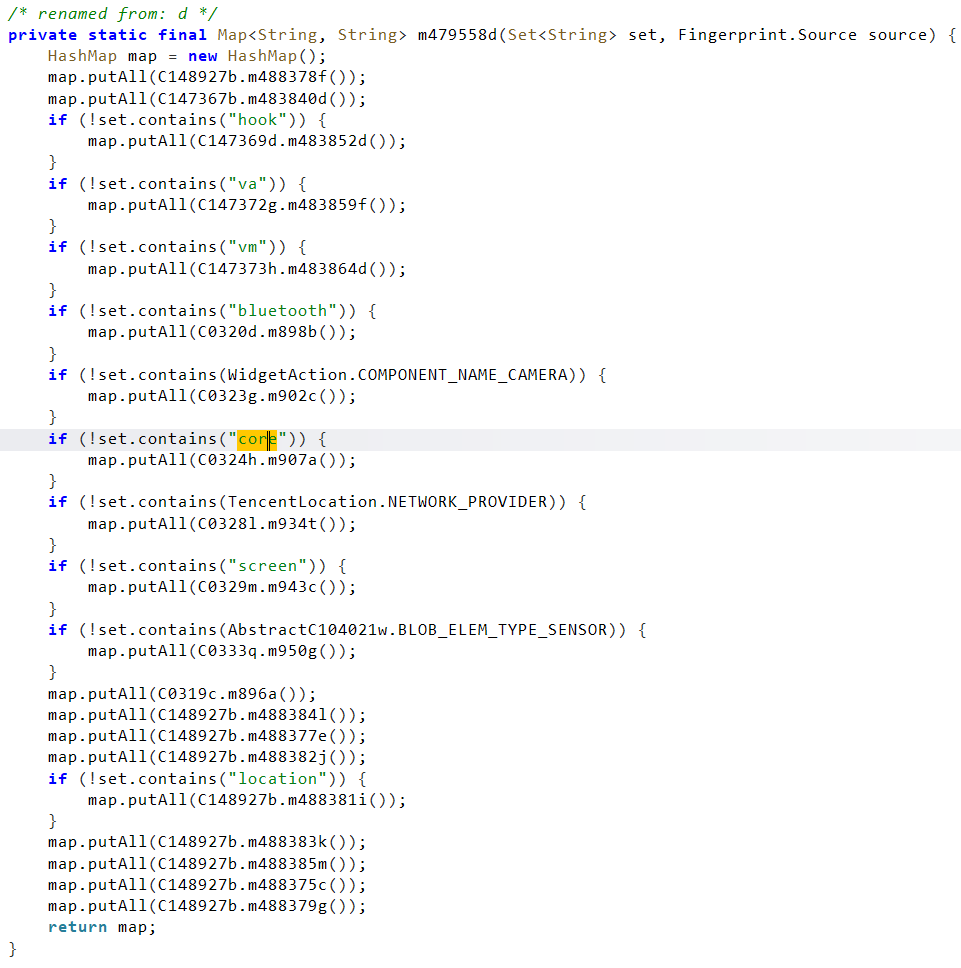 /* renamed from: d */
private static final Map<String, String> m479558d(Set<String> set, Fingerprint.Source source) {
    HashMap map = new HashMap();
    map.putAll(C148927b.m488378f());
    map.putAll(C147367b.m483840d());
    if (!set.contains("hook")) {
        map.putAll(C147369d.m483852d());
    }
    if (!set.contains("va")) {
        map.putAll(C147372g.m483859f());
    }
    if (!set.contains("vm")) {
        map.putAll(C147373h.m483864d());
    }
    if (!set.contains("bluetooth")) {
        map.putAll(C0320d.m898b());
    }
    if (!set.contains(WidgetAction.COMPONENT_NAME_CAMERA)) {
        map.putAll(C0323g.m902c());
    }
    if (!set.contains("core")) {
        map.putAll(C0324h.m907a());
    }
    if (!set.contains(TencentLocation.NETWORK_PROVIDER)) {
        map.putAll(C0328l.m934t());
    }
    if (!set.contains("screen")) {
        map.putAll(C0329m.m943c());
    }
    if (!set.contains(AbstractC104021w.BLOB_ELEM_TYPE_SENSOR)) {
        map.putAll(C0333q.m950g());
    }
    map.putAll(C0319c.m896a());
    map.putAll(C148927b.m488384l());
    map.putAll(C148927b.m488377e());
    map.putAll(C148927b.m488382j());
    if (!set.contains("location")) {
        map.putAll(C148927b.m488381i());
    }
    map.putAll(C148927b.m488383k());
    map.putAll(C148927b.m488385m());
    map.putAll(C148927b.m488375c());
    map.putAll(C148927b.m488379g());
    return map;
}